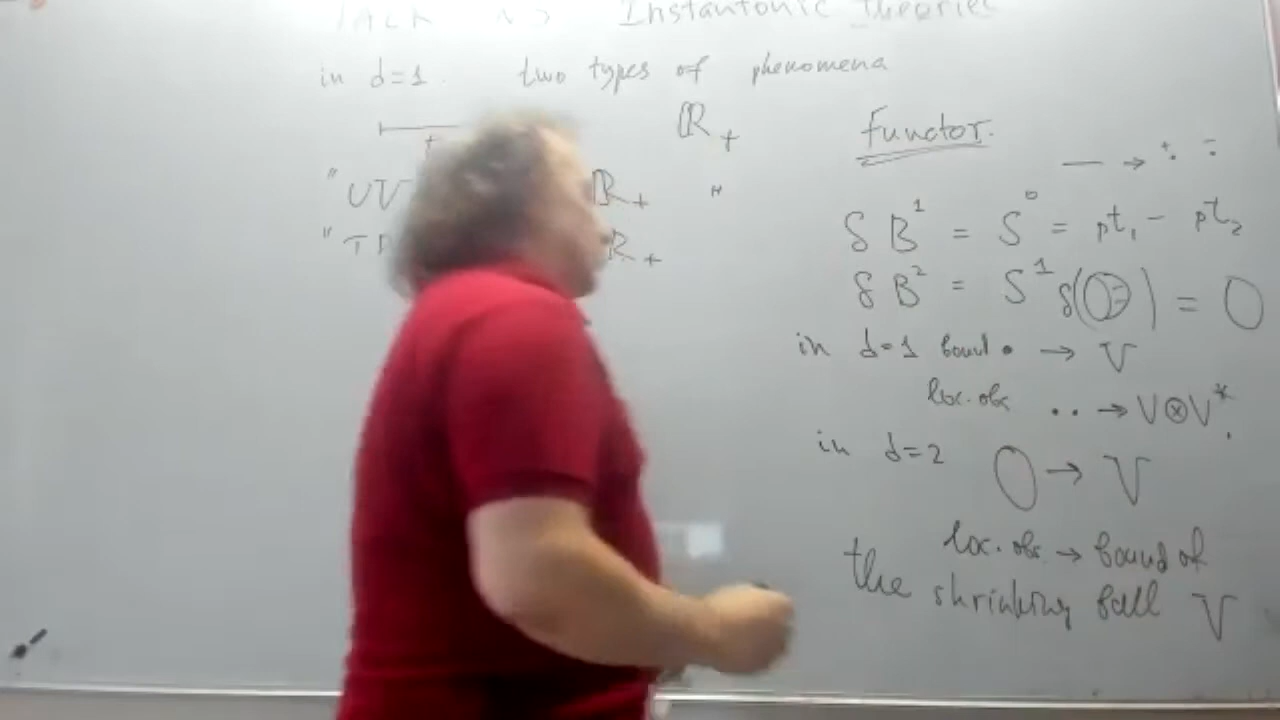 Instantonic Theories
in d=1. two types of phenomena
ℝ₊
"UV ℝ₊ "
ℝ₊
Functor.
— → ⁺. ⁻.
δB¹ = S⁰ = pt₁ - pt₂
δB² = S¹ δ( ) = O
in d=1 bound • → V
loc. obs • • → V⊗V*.
in d=2 O → V
loc. obs. → bound of
the shrinking ball V